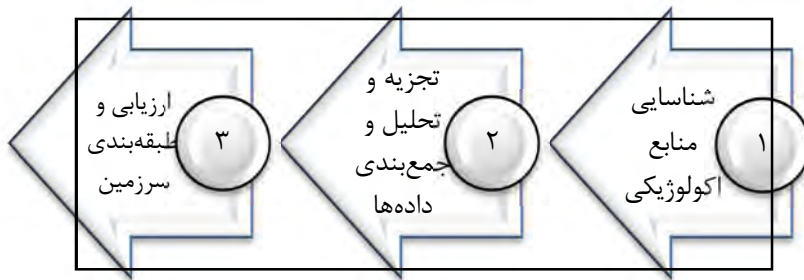 ۱
شناسایی
منابع
اکولوژیکی
۲
تجزیه و
تحلیل و
جمع‌بندی
داده‌ها
۳
ارزیابی و
طبقه‌بندی
سرزمین